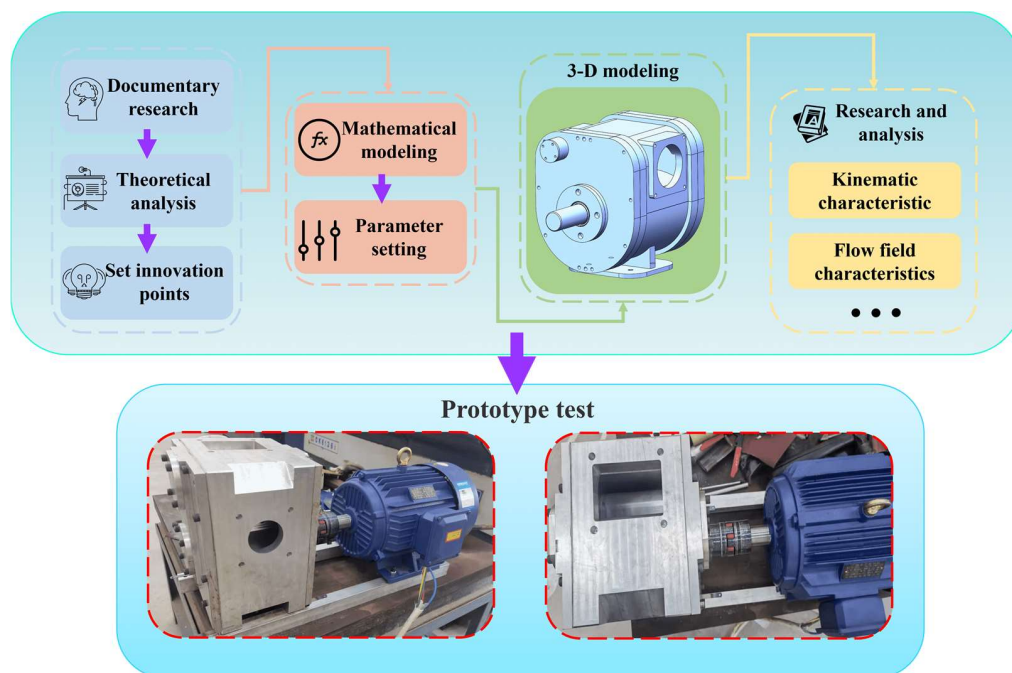 Documentary
research
Theoretical
analysis
Set innovation
points
fx
Mathematical
modeling
Parameter
setting
3-D modeling
A
Research and
analysis
Kinematic
characteristic
Flow field
characteristics
Prototype test